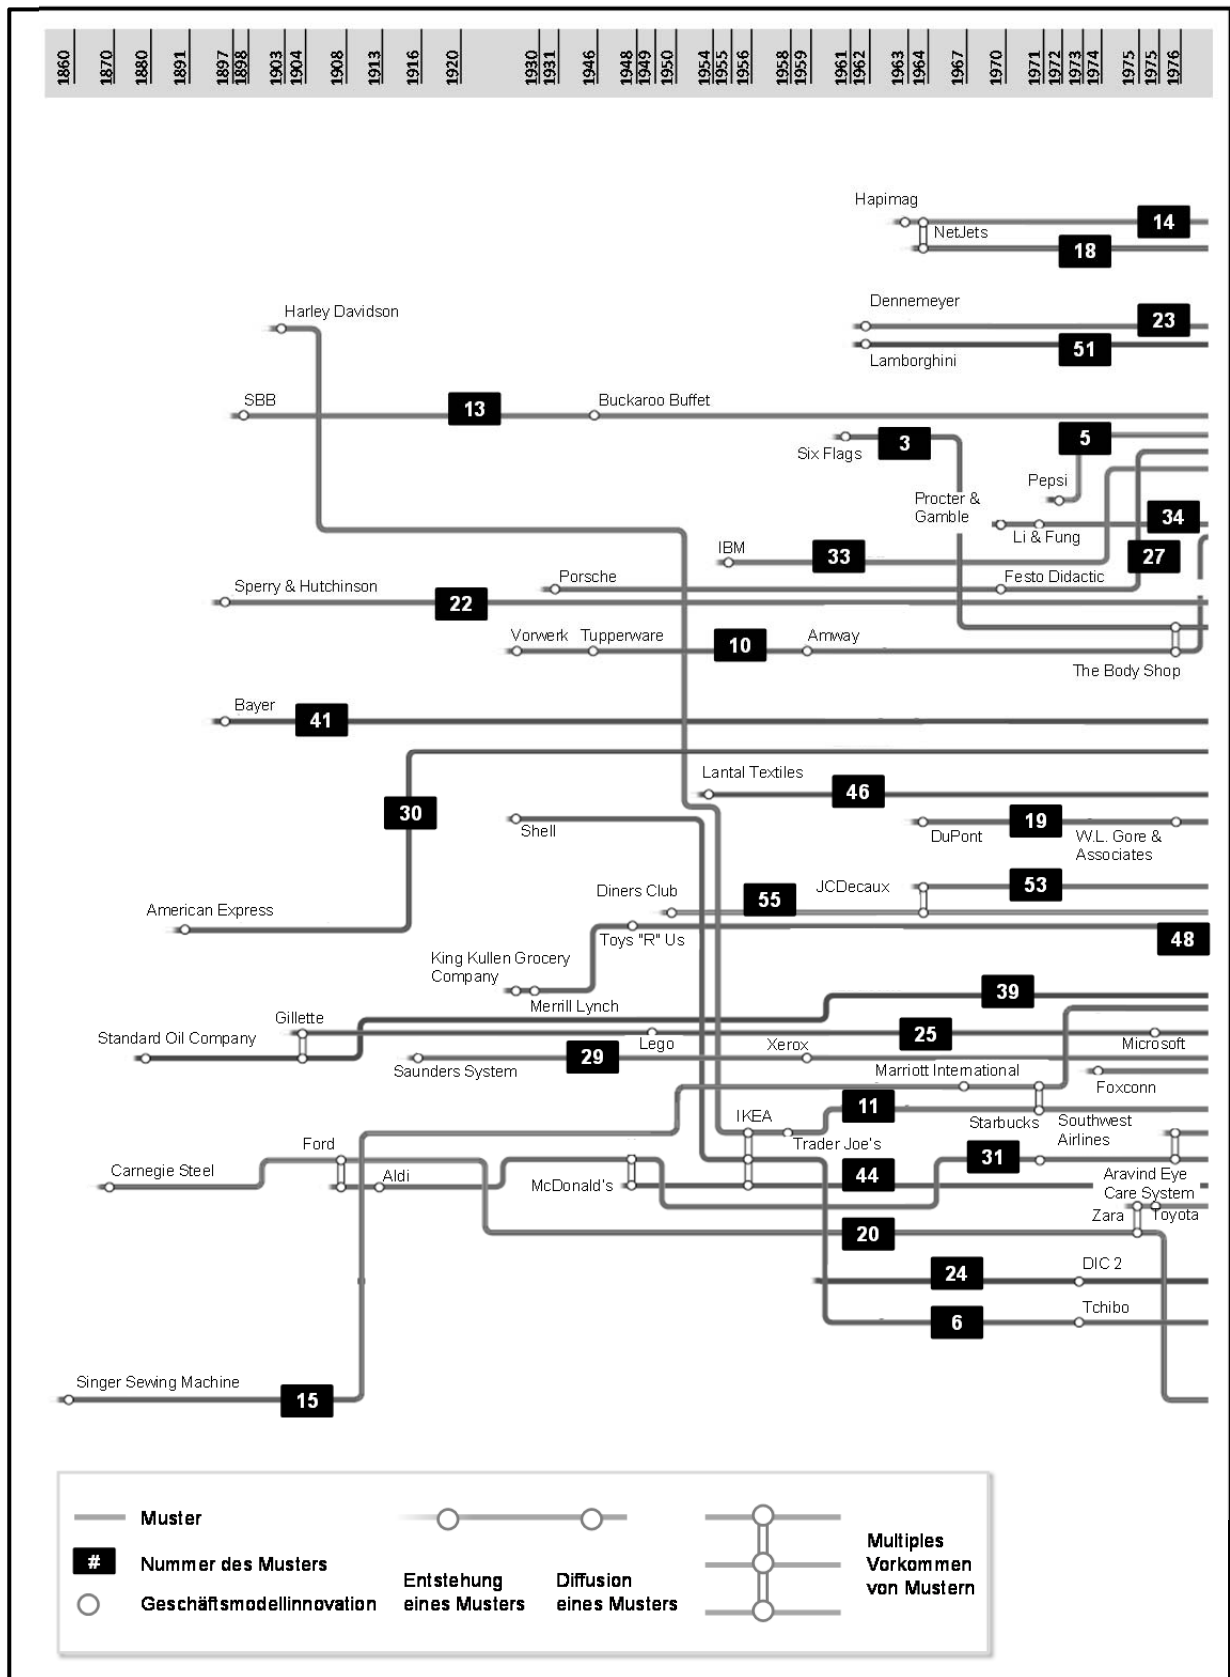 1860
1870
1880
1891
1897
1898
1903
1904
1908
1913
1916
1920
1930
1931
1946
1948
1949
1950
1954
1955
1956
1958
1959
1961
1962
1963
1964
1967
1970
1971
1972
1973
1974
1975
1975
1976
Hapimag
14
NetJets
18
Dennemeyer
Harley Davidson
23
51
Lamborghini
SBB
13
Buckaroo Buffet
5
3
Six Flags
Pepsi
Procter &
Gamble
34
Li & Fung
IBM
33
27
Porsche
Festo Didactic
Sperry & Hutchinson
22
Vorwerk
Tupperware
10
Amway
The Body Shop
Bayer
41
Lantal Textiles
46
30
Shell
19
DuPont
W.L. Gore &
Associates
Diners Club
55
JCDecaux
53
American Express
Toys "R" Us
48
King Kullen Grocery
Company
39
Merrill Lynch
Gillette
Standard Oil Company
25
Lego
Xerox
Microsoft
29
Saunders System
Marriott International
Foxconn
11
IKEA
Starbucks
Southwest
Airlines
Ford
Trader Joe's
31
Carnegie Steel
Aldi
McDonald's
44
Aravind Eye
Care System
Zara
Toyota
20
24
DIC 2
6
Tchibo
Singer Sewing Machine
15
Muster
# Nummer des Musters
Geschäftsmodellinnovation
Entstehung
eines Musters
Diffusion
eines Musters
Multiples
Vorkommen
von Mustern